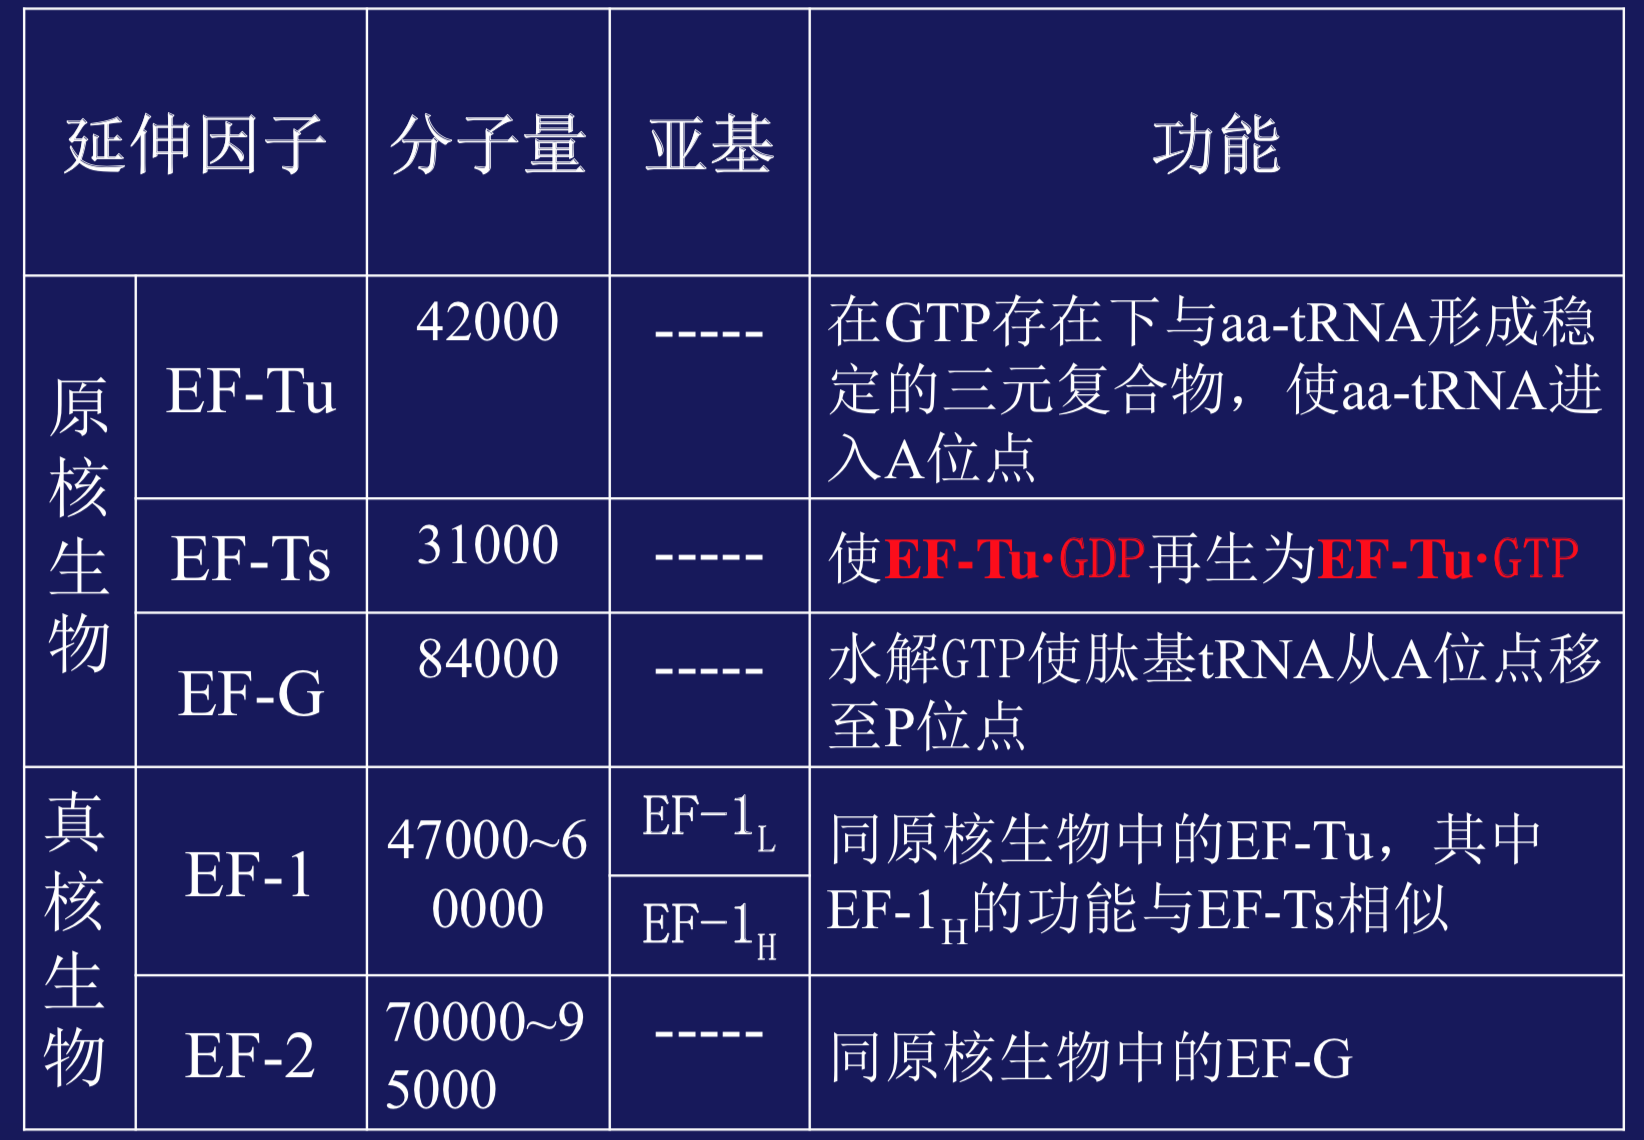 延伸因子 分子量 亚基 功能
原核生物
EF-Tu
42000
-----
在GTP存在下与aa-tRNA形成稳
定的三元复合物，使aa-tRNA进
入A位点
EF-Ts
31000
-----
使EF-Tu·GDP再生为EF-Tu·GTP
EF-G
84000
-----
水解GTP使肽基tRNA从A位点移
至P位点
真核生物
EF-1
47000~6
0000
EF-1L
EF-1H
同原核生物中的EF-Tu，其中
EF-1H的功能与EF-Ts相似
EF-2
70000~9
5000
-----
同原核生物中的EF-G